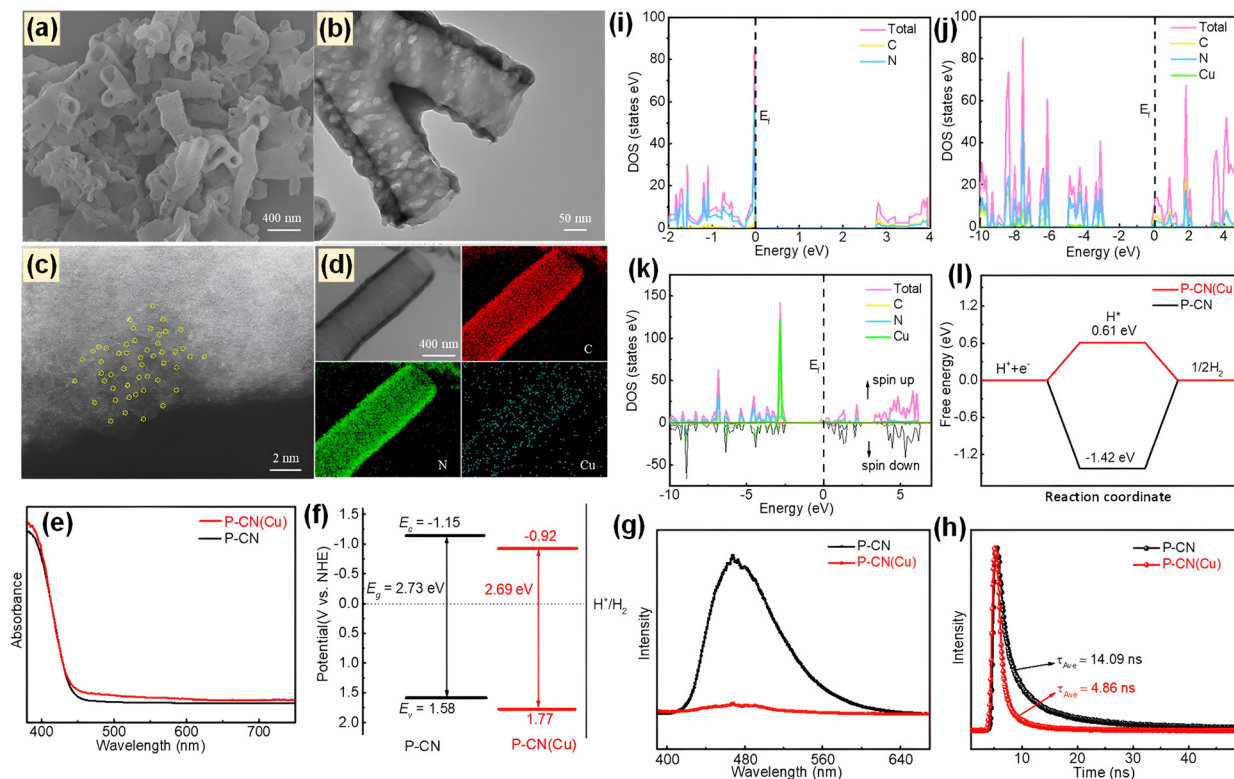 (a)
400 nm
(b)
50 nm
(c)
2 nm
(d)
400 nm
C
N
Cu
(e)
P-CN(Cu)
P-CN
Absorbance
400
500
600
700
Wavelength (nm)
(f)
Potential(V vs. NHE)
-1.5
-1.0
-0.5
0.0
0.5
1.0
1.5
2.0
E_c = -1.15
-0.92
E_g = 2.73 eV
2.69 eV
H⁺/H₂
E_v = 1.58
1.77
P-CN
P-CN(Cu)
(i)
DOS (states eV)
100
80
60
40
20
0
Total
C
N
E_f
-2
-1
0
1
2
3
4
Energy (eV)
(j)
DOS (states eV)
100
80
60
40
20
0
Total
C
N
Cu
E_f
-10
-8
-6
-4
-2
0
2
4
Energy (eV)
(k)
DOS (states eV)
150
100
50
0
-50
Total
C
N
Cu
E_f
spin up
spin down
-10
-8
-6
-4
-2
0
2
4
6
Energy (eV)
(l)
P-CN(Cu)
P-CN
Free energy (eV)
1.2
0.6
0.0
-0.6
-1.2
H*
0.61 eV
H⁺+e⁻
1/2H₂
-1.42 eV
Reaction coordinate
(g)
P-CN
P-CN(Cu)
Intensity
400
480
560
640
Wavelength (nm)
(h)
P-CN
P-CN(Cu)
Intensity
τ_Ave = 14.09 ns
τ_Ave = 4.86 ns
10
20
30
40
50
Time (ns)